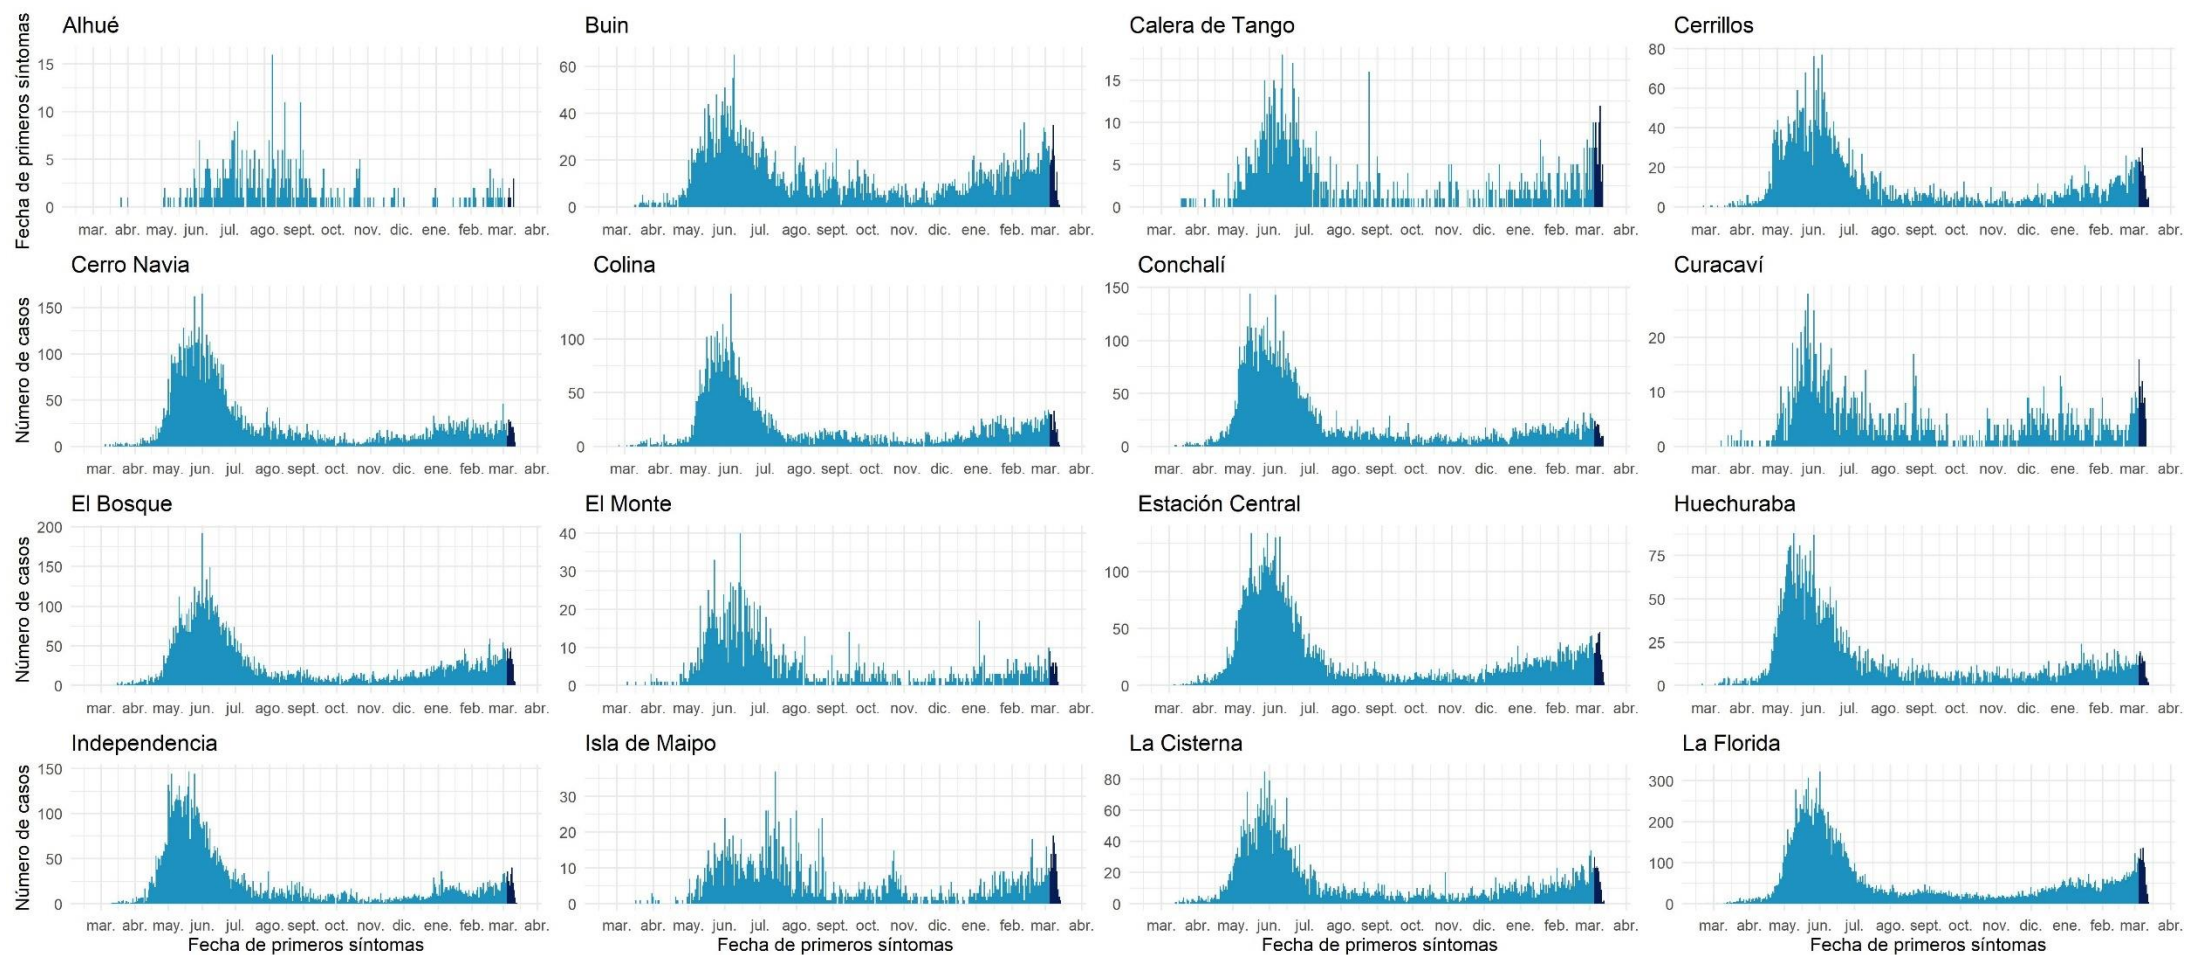 Alhué Buin Calera de Tango Cerrillos
Fecha de primeros síntomas
15 10 5 0
60 40 20 0
15 10 5 0
80 60 40 20 0
mar. abr. may. jun. jul. ago. sept. oct. nov. dic. ene. feb. mar. abr.
mar. abr. may. jun. jul. ago. sept. oct. nov. dic. ene. feb. mar. abr.
mar. abr. may. jun. jul. ago. sept. oct. nov. dic. ene. feb. mar. abr.
mar. abr. may. jun. jul. ago. sept. oct. nov. dic. ene. feb. mar. abr.
Cerro Navia Colina Conchalí Curacaví
Número de casos
150 100 50 0
100 50 0
150 100 50 0
20 10 0
mar. abr. may. jun. jul. ago. sept. oct. nov. dic. ene. feb. mar. abr.
mar. abr. may. jun. jul. ago. sept. oct. nov. dic. ene. feb. mar. abr.
mar. abr. may. jun. jul. ago. sept. oct. nov. dic. ene. feb. mar. abr.
mar. abr. may. jun. jul. ago. sept. oct. nov. dic. ene. feb. mar. abr.
El Bosque El Monte Estación Central Huechuraba
Número de casos
200 150 100 50 0
40 30 20 10 0
100 50 0
75 50 25 0
mar. abr. may. jun. jul. ago. sept. oct. nov. dic. ene. feb. mar. abr.
mar. abr. may. jun. jul. ago. sept. oct. nov. dic. ene. feb. mar. abr.
mar. abr. may. jun. jul. ago. sept. oct. nov. dic. ene. feb. mar. abr.
mar. abr. may. jun. jul. ago. sept. oct. nov. dic. ene. feb. mar. abr.
Independencia Isla de Maipo La Cisterna La Florida
Número de casos
150 100 50 0
30 20 10 0
80 60 40 20 0
300 200 100 0
mar. abr. may. jun. jul. ago. sept. oct. nov. dic. ene. feb. mar. abr.
mar. abr. may. jun. jul. ago. sept. oct. nov. dic. ene. feb. mar. abr.
mar. abr. may. jun. jul. ago. sept. oct. nov. dic. ene. feb. mar. abr.
mar. abr. may. jun. jul. ago. sept. oct. nov. dic. ene. feb. mar. abr.
Fecha de primeros síntomas Fecha de primeros síntomas Fecha de primeros síntomas Fecha de primeros síntomas